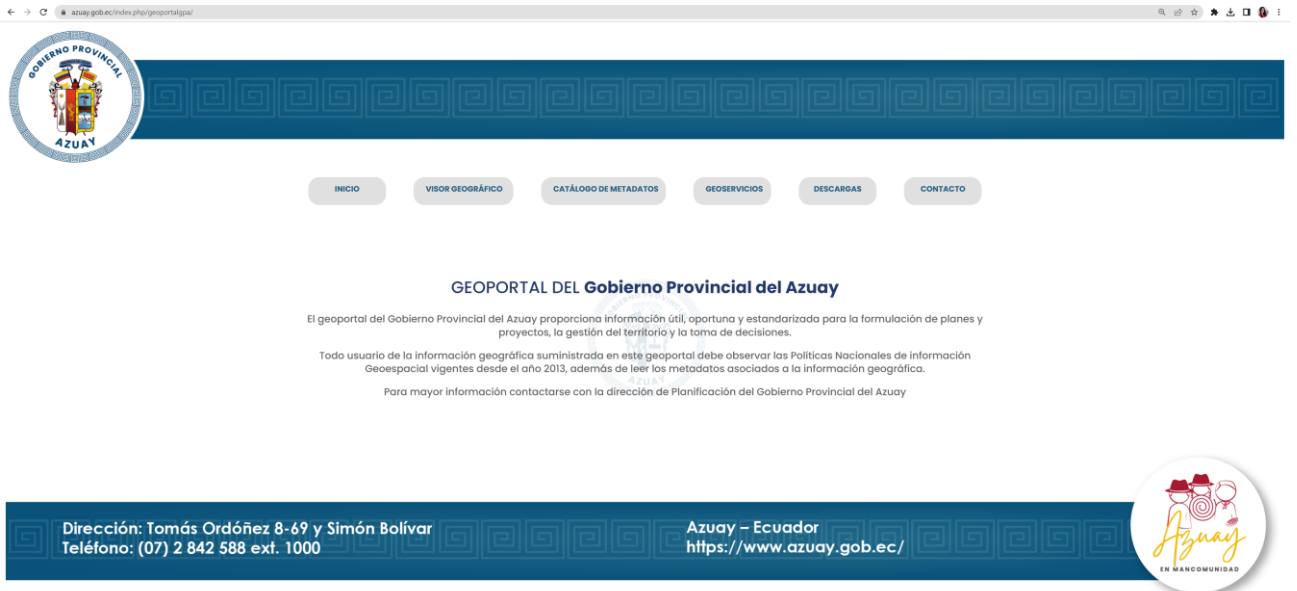 azuay.gob.ec/index.php/geoportalgpa/
GOBIERNO PROVINCIAL
AZUAY
INICIO
VISOR GEOGRÁFICO
CATÁLOGO DE METADATOS
GEOSERVICIOS
DESCARGAS
CONTACTO
GEOPORTAL DEL Gobierno Provincial del Azuay
El geoportal del Gobierno Provincial del Azuay proporciona información útil, oportuna y estandarizada para la formulación de planes y
proyectos, la gestión del territorio y la toma de decisiones.
Todo usuario de la información geográfica suministrada en este geoportal debe observar las Políticas Nacionales de información
Geoespacial vigentes desde el año 2013, además de leer los metadatos asociados a la información geográfica.
Para mayor información contactarse con la dirección de Planificación del Gobierno Provincial del Azuay
GOBIERNO PROVINCIAL
AZUAY
Dirección: Tomás Ordóñez 8-69 y Simón Bolívar
Teléfono: (07) 2 842 588 ext. 1000
Azuay – Ecuador
https://www.azuay.gob.ec/
Azuay
EN MANCOMUNIDAD